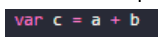 var c = a + b